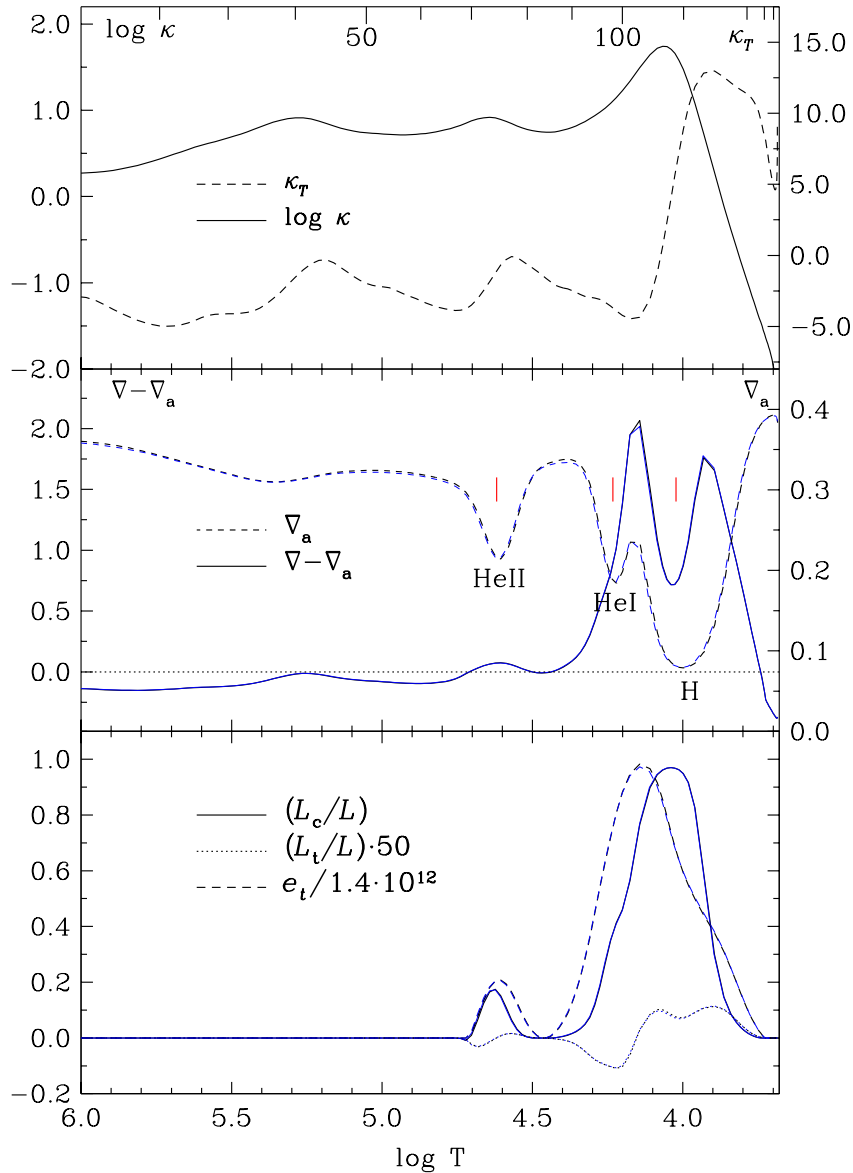 log κ 50 100 κ_T
2.0 15.0
1.0 10.0
0.0 5.0
−1.0 0.0
−2.0 −5.0
κ_T
log κ
∇−∇_a ∇_a
2.0 0.4
1.5 0.3
1.0 0.2
0.5 0.1
0.0 0.0
∇_a
∇−∇_a
HeII
HeI
H
1.0
0.8
0.6
0.4
0.2
0.0
−0.2
(L_c/L)
(L_t/L)·50
e_t/1.4·10^12
6.0 5.5 5.0 4.5 4.0
log T